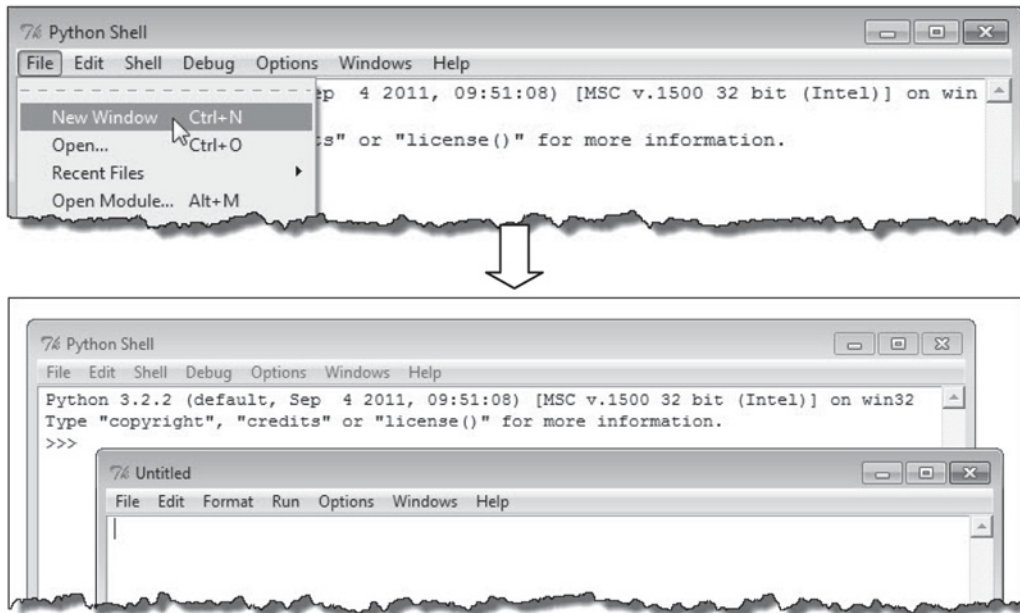 Python Shell
File Edit Shell Debug Options Windows Help
ep 4 2011, 09:51:08) [MSC v.1500 32 bit (Intel)] on win
New Window Ctrl+N
ts" or "license()" for more information.
Open... Ctrl+O
Recent Files
Open Module... Alt+M
Python Shell
File Edit Shell Debug Options Windows Help
Python 3.2.2 (default, Sep 4 2011, 09:51:08) [MSC v.1500 32 bit (Intel)] on win32
Type "copyright", "credits" or "license()" for more information.
>>>
Untitled
File Edit Format Run Options Windows Help